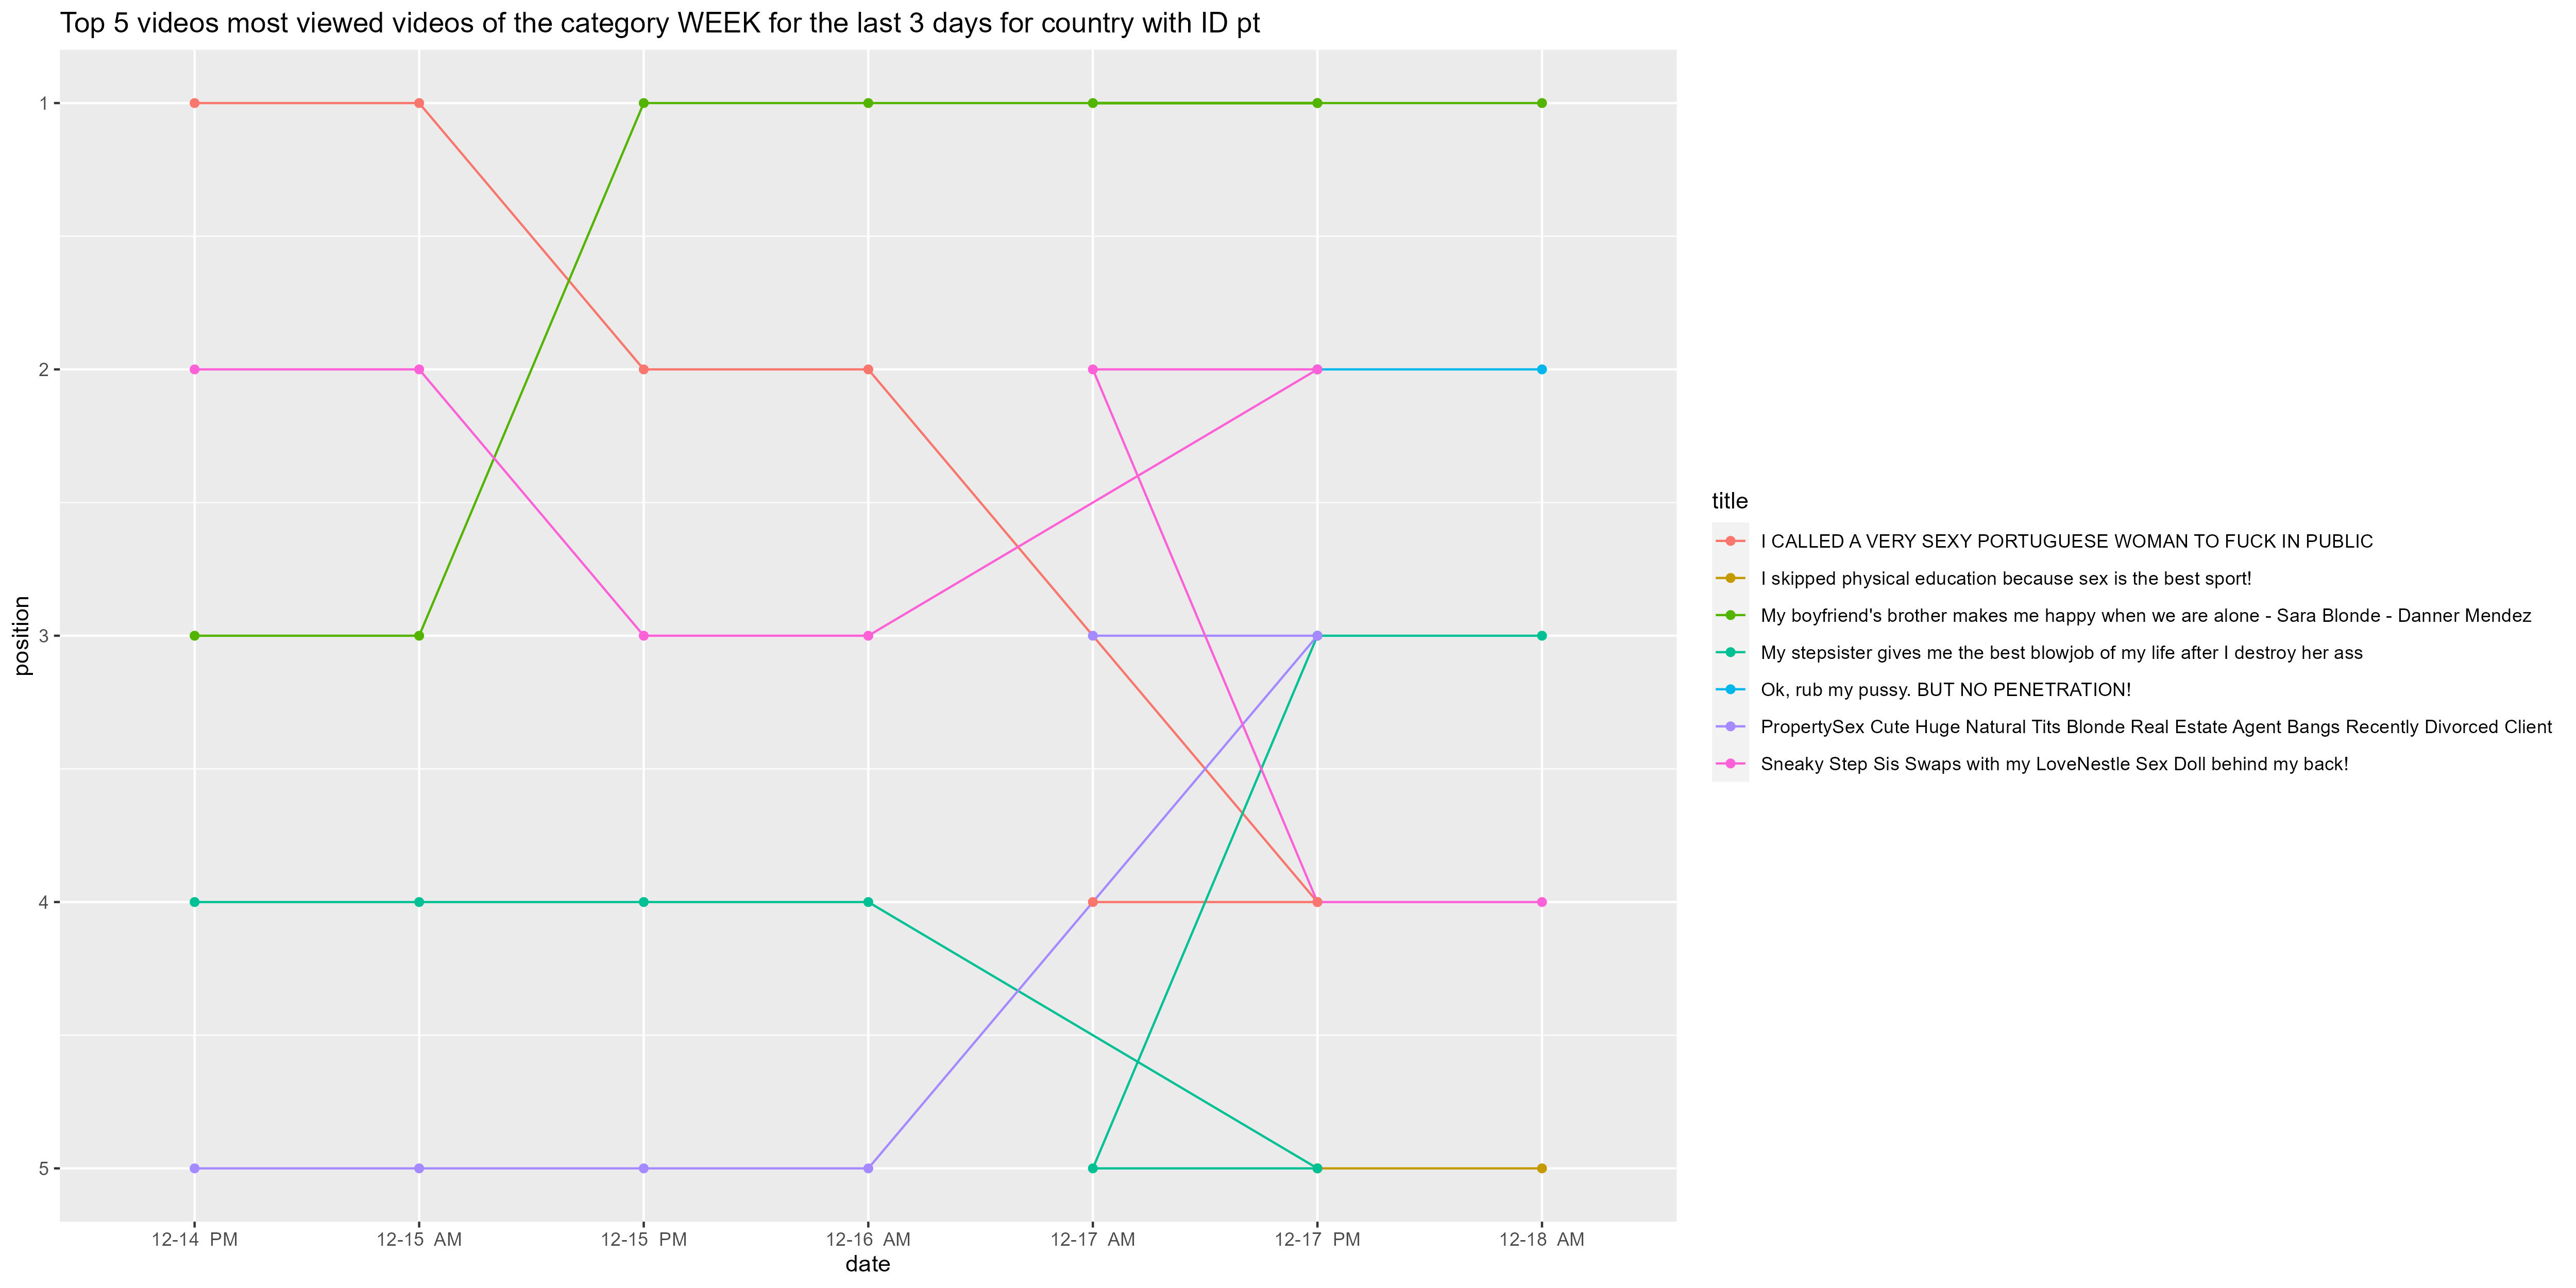 Top 5 videos most viewed videos of the category WEEK for the last 3 days for country with ID pt
position
1
2
3
4
5
12-14 PM
12-15 AM
12-15 PM
12-16 AM
12-17 AM
12-17 PM
12-18 AM
date
title
I CALLED A VERY SEXY PORTUGUESE WOMAN TO FUCK IN PUBLIC
I skipped physical education because sex is the best sport!
My boyfriend's brother makes me happy when we are alone - Sara Blonde - Danner Mendez
My stepsister gives me the best blowjob of my life after I destroy her ass
Ok, rub my pussy. BUT NO PENETRATION!
PropertySex Cute Huge Natural Tits Blonde Real Estate Agent Bangs Recently Divorced Client
Sneaky Step Sis Swaps with my LoveNestle Sex Doll behind my back!